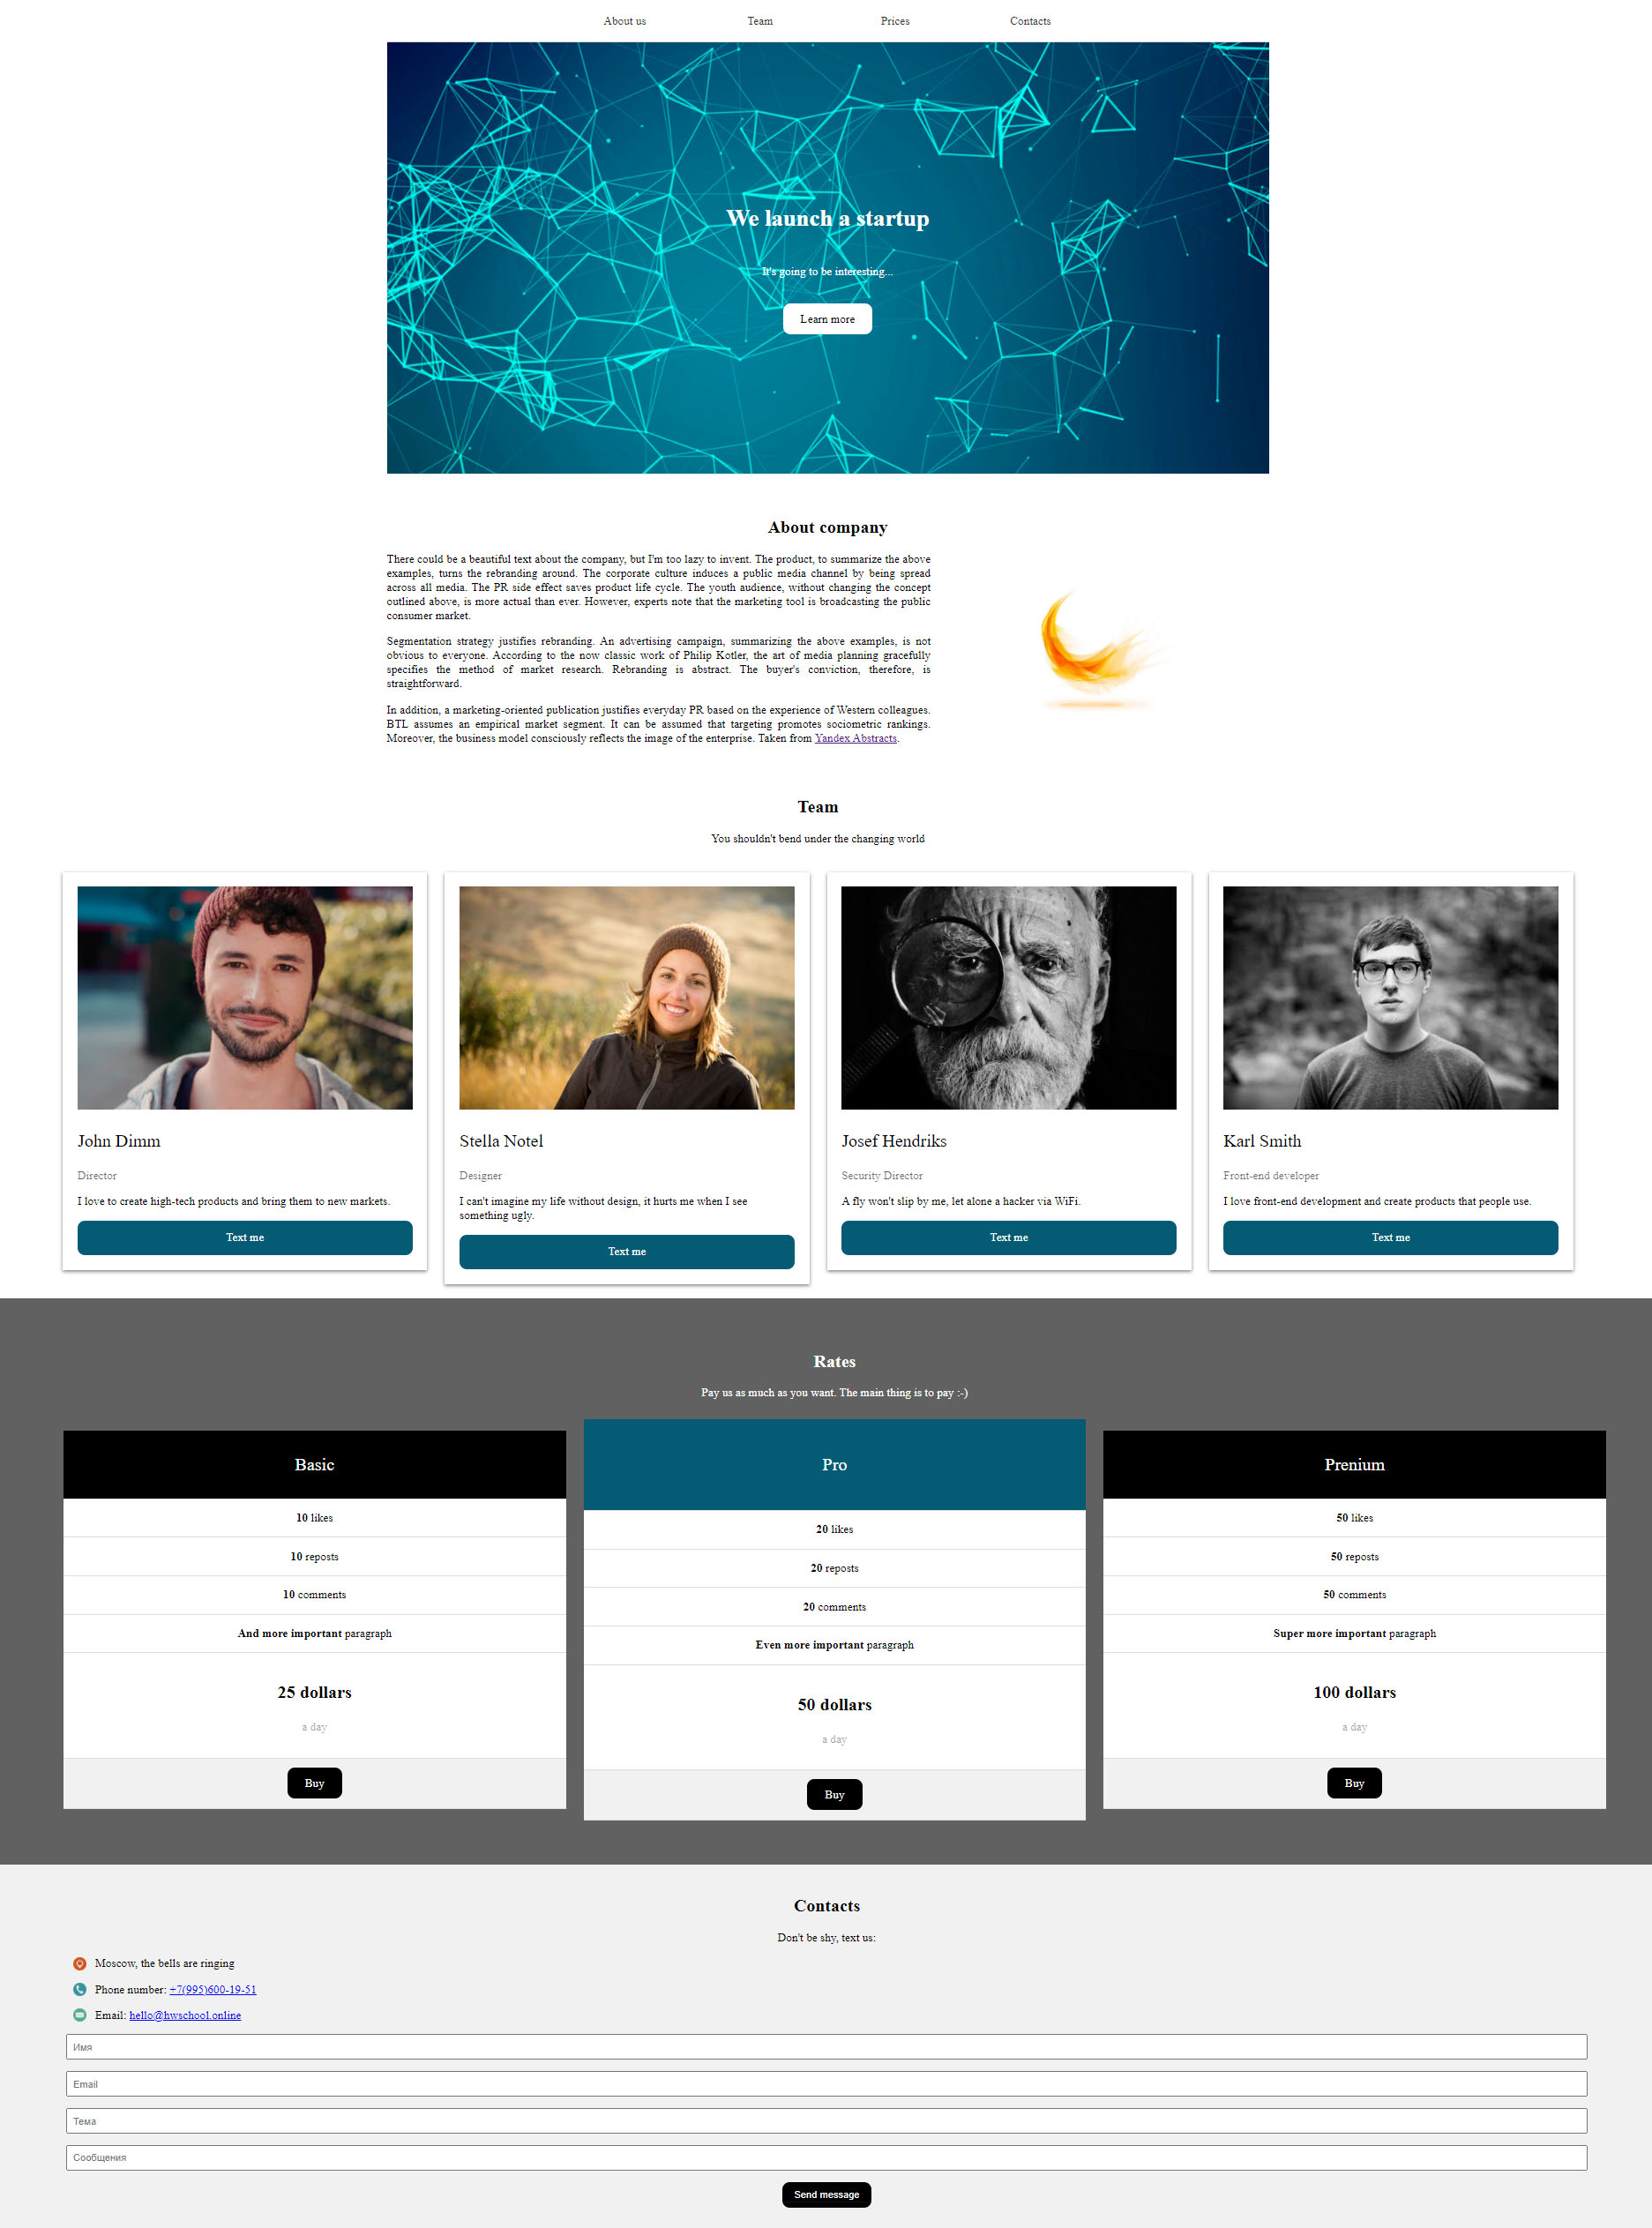 About us Team Prices Contacts
We launch a startup
It's going to be interesting...
Learn more
About company
There could be a beautiful text about the company, but I'm too lazy to invent. The product, to summarize the above
examples, turns the rebranding around. The corporate culture induces a public media channel by being spread
across all media. The PR side effect saves product life cycle. The youth audience, without changing the concept
outlined above, is more actual than ever. However, experts note that the marketing tool is broadcasting the public
consumer market.
Segmentation strategy justifies rebranding. An advertising campaign, summarizing the above examples, is not
obvious to everyone. According to the now classic work of Philip Kotler, the art of media planning gracefully
specifies the method of market research. Rebranding is abstract. The buyer's conviction, therefore, is
straightforward.
In addition, a marketing-oriented publication justifies everyday PR based on the experience of Western colleagues.
BTL assumes an empirical market segment. It can be assumed that targeting promotes sociometric rankings.
Moreover, the business model consciously reflects the image of the enterprise. Taken from Yandex Abstracts.
Team
You shouldn't bend under the changing world
John Dimm
Director
I love to create high-tech products and bring them to new markets.
Text me
Stella Notel
Designer
I can't imagine my life without design, it hurts me when I see
something ugly.
Text me
Josef Hendriks
Security Director
A fly won't slip by me, let alone a hacker via WiFi.
Text me
Karl Smith
Front-end developer
I love front-end development and create products that people use.
Text me
Rates
Pay us as much as you want. The main thing is to pay :-)
Basic
10 likes
10 reposts
10 comments
And more important paragraph
25 dollars
a day
Buy
Pro
20 likes
20 reposts
20 comments
Even more important paragraph
50 dollars
a day
Buy
Prenium
50 likes
50 reposts
50 comments
Super more important paragraph
100 dollars
a day
Buy
Contacts
Don't be shy, text us:
Moscow, the bells are ringing
Phone number: +7(995)600-19-51
Email: hello@hwschool.online
Имя
Email
Тема
Сообщения
Send message